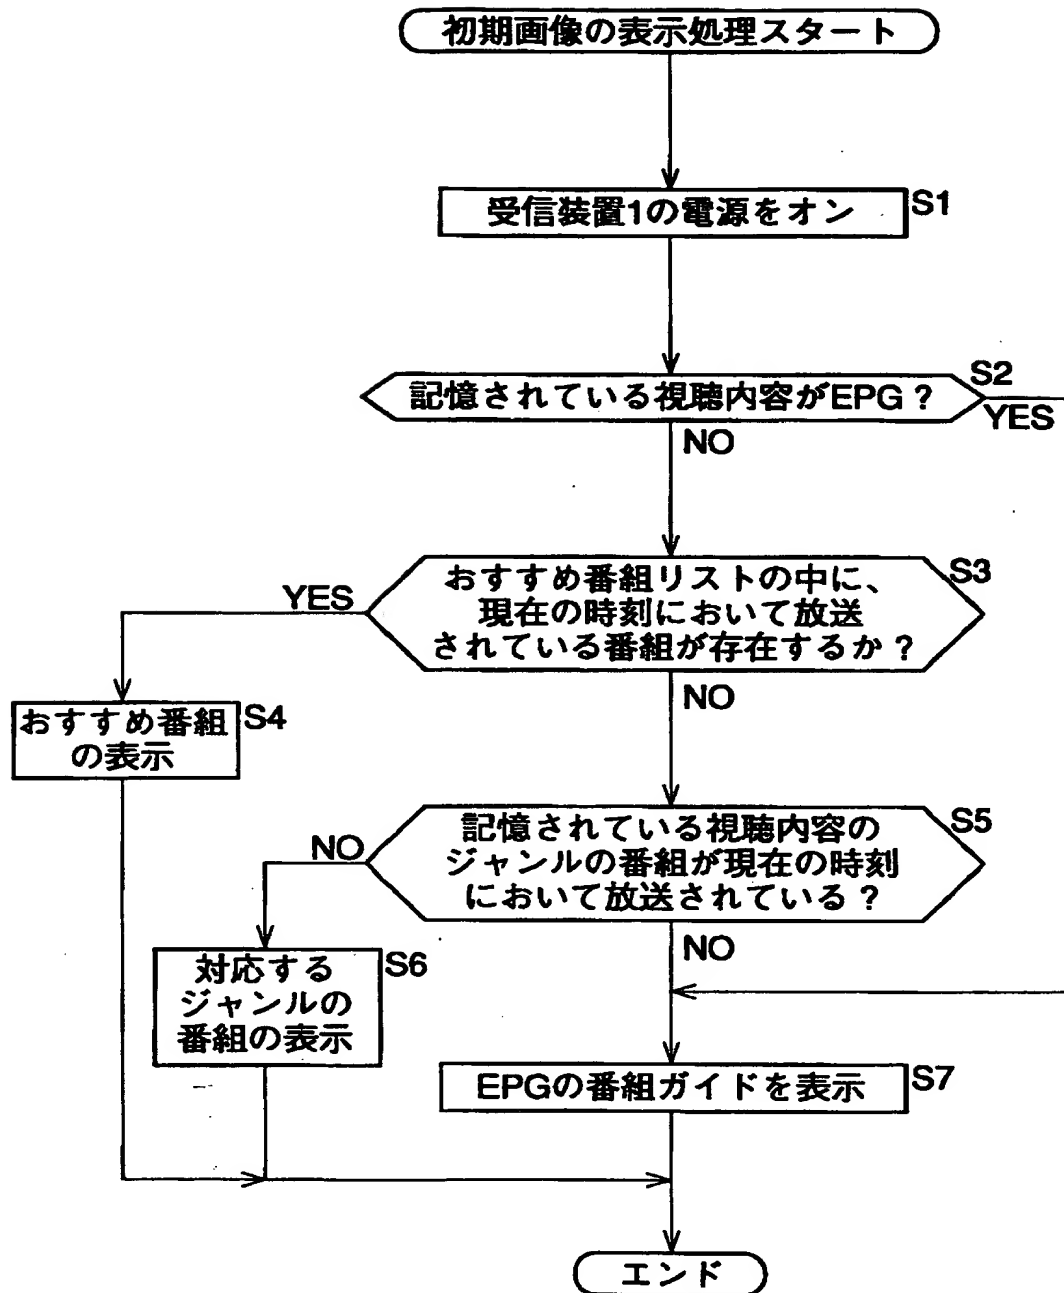 初期画像の表示処理スタート
受信装置1の電源をオン
S1
記憶されている視聴内容がEPG？
S2
YES
NO
おすすめ番組リストの中に、
現在の時刻において放送
されている番組が存在するか？
S3
YES
NO
おすすめ番組
の表示
S4
記憶されている視聴内容の
ジャンルの番組が現在の時刻
において放送されている？
S5
NO
NO
対応する
ジャンルの
番組の表示
S6
EPGの番組ガイドを表示
S7
エンド